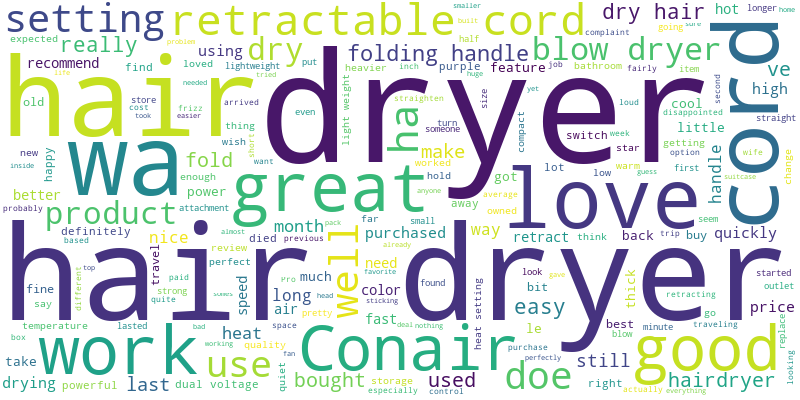 setting
retractable cord
dry hair
hot
longer
home
smaller
built
half
complaint
going
sure
problem
expected
really
using
dry
folding handle
blow dryer
recommend
find
loved
lightweight
put
purple
feature
job
bathroom
fairly
item
heavier
inch
life
needed
tried
huge
yet
old
store
cost
took
frizz
easier
arrived
even
light weight
straighten
size
loud
second
disappointed
straight
cord
ve
high
hair
dryer
ha
turn
someone
compact
switch
week
cool
little
thing
wish
short
want
make
worked
star
getting
option
new
inside
happy
wa
fold
enough
power
great
hold
got
lot
low
warm
guess
first
wife
suitcase
handle
change
better
probably
attachment
anyone
away
average
owned
love
product
month
far
small
purchased
way
retract
think
back
trip
buy
seem
quickly
definitely
based
nice
almost
review
died
previous
pack
already
well
need
perfect
travel
fine
say
different
top
paid
strong
quite
speed
long
air
much
Pro
comes
head
color
favorite
sticking
pretty
fast
found
look
gave
bit
easy
thick
retracting
go
traveling
started
outlet
price
hair dryer
temperature
lasted
bad
heat
space
fan
quiet
deal
nothing
le
heat setting
purchase
perfectly
best
blow
minute
replace
looking
box
take
work
working
quality
use
Conair
still
good
drying
powerful
last
dual voltage
bought
storage
especially
used
control
doe
right
hairdryer
actually
everything